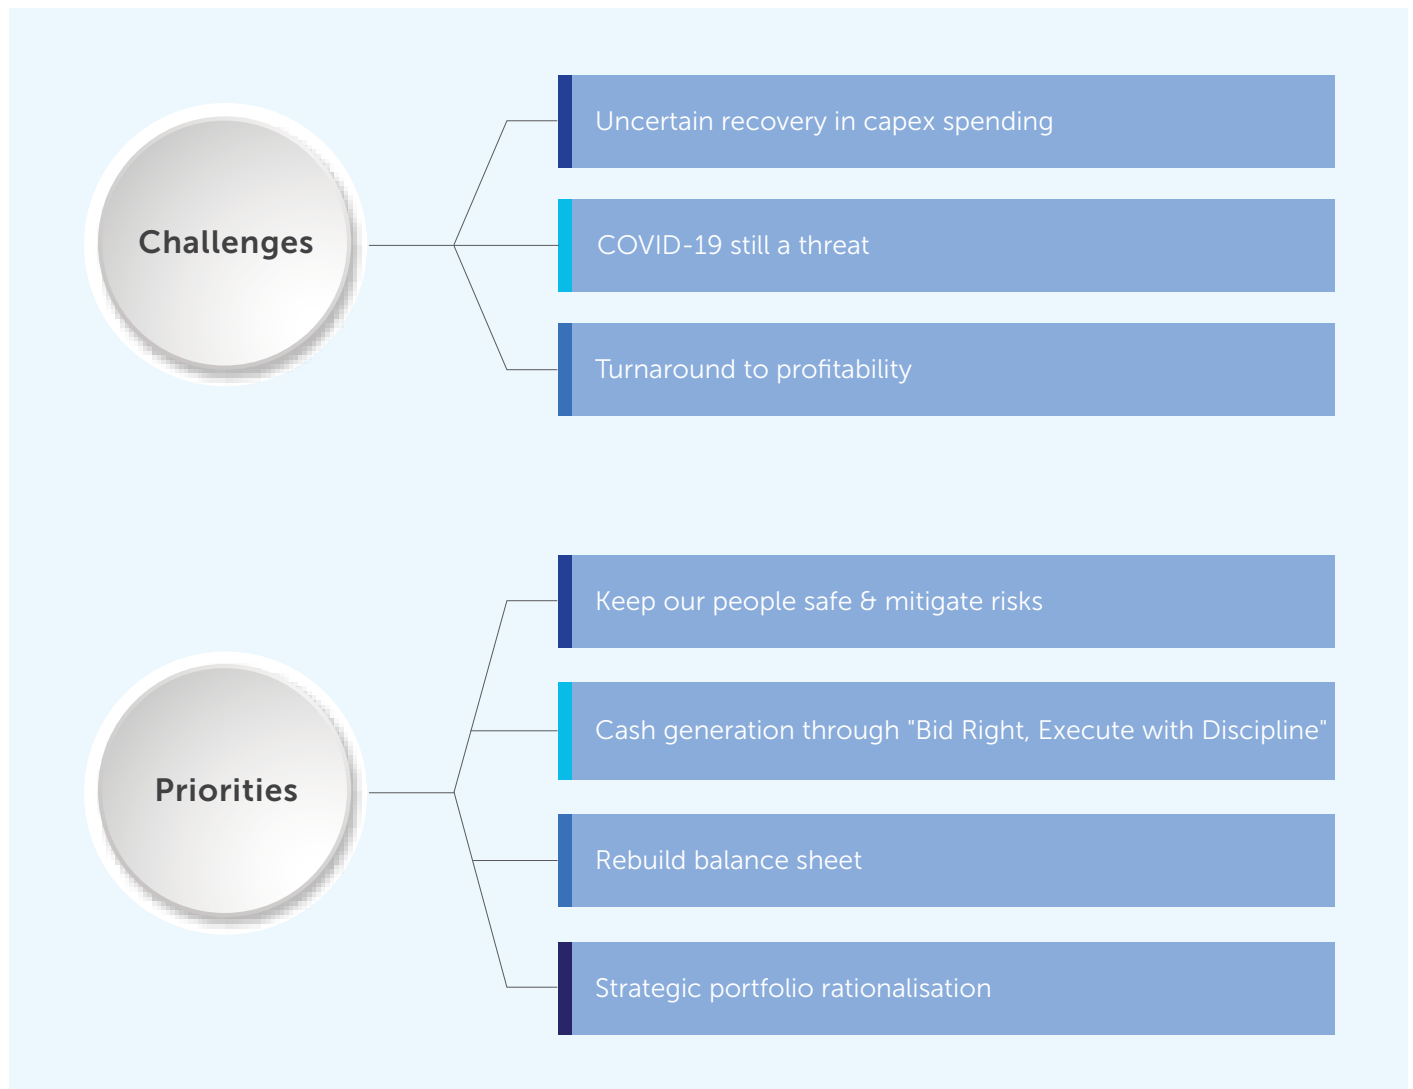 Challenges
Uncertain recovery in capex spending
COVID-19 still a threat
Turnaround to profitability
Priorities
Keep our people safe & mitigate risks
Cash generation through "Bid Right, Execute with Discipline"
Rebuild balance sheet
Strategic portfolio rationalisation